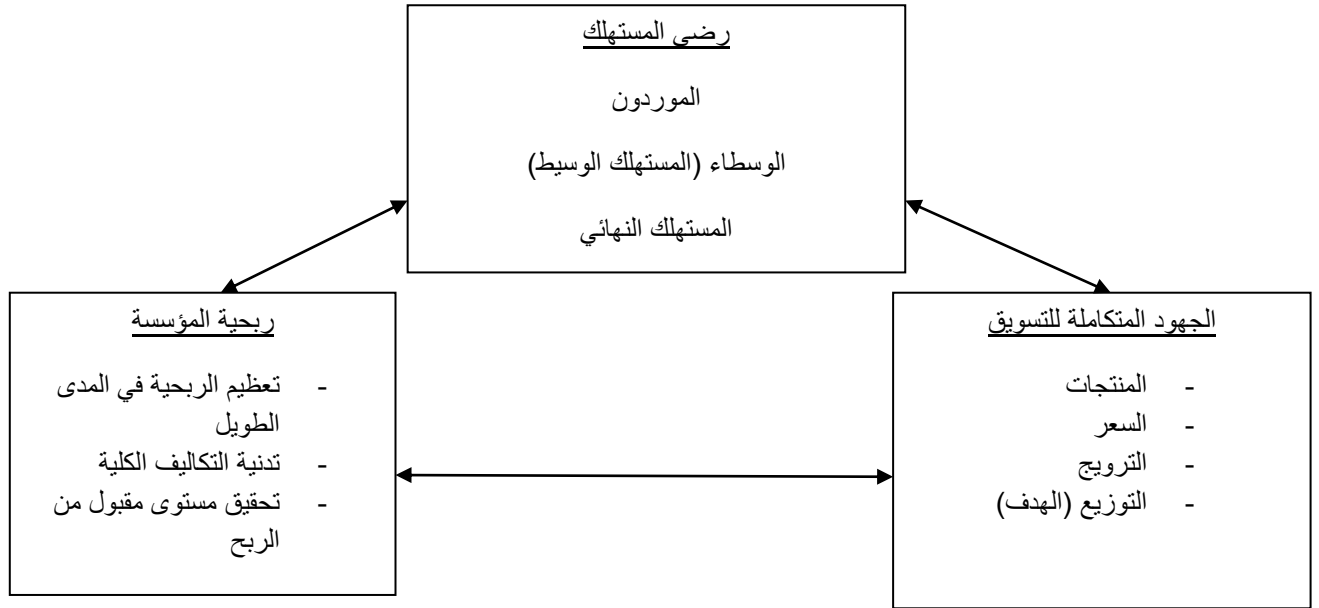 رضى المستهلك
الموردون
الوسطاء (المستهلك الوسيط)
المستهلك النهائي
الجهود المتكاملة للتسويق
- المنتجات
- السعر
- الترويج
- التوزيع (الهدف)
ربحية المؤسسة
- تعظيم الربحية في المدى
الطويل
- تدنية التكاليف الكلية
- تحقيق مستوى مقبول من
الربح